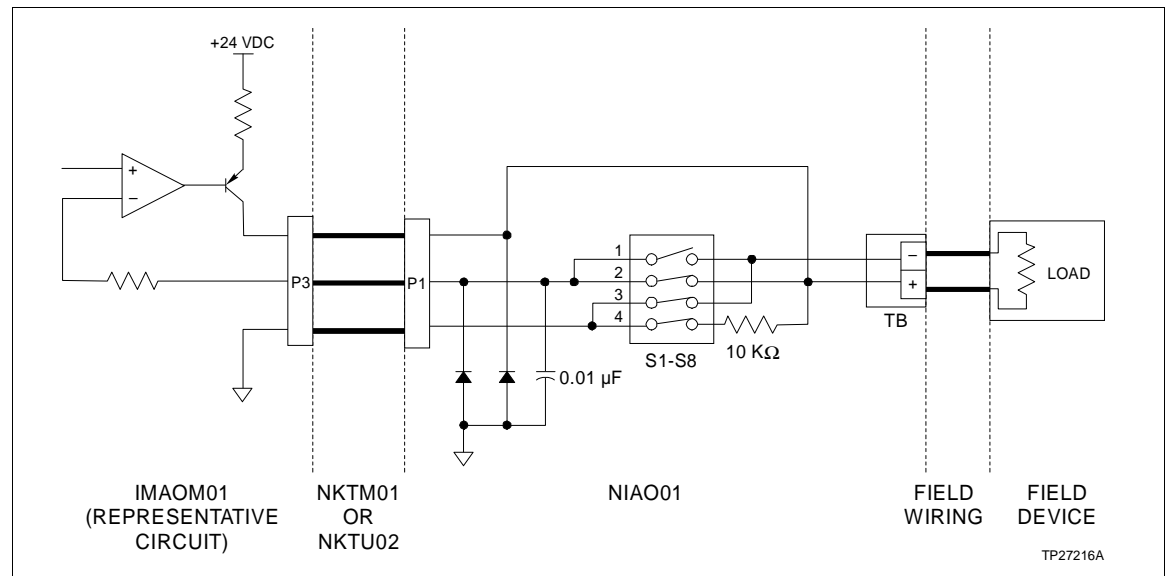 +24 VDC
+
−
P3
P1
1
2
3
4
S1-S8
10 KΩ
0.01 µF
−
+
TB
LOAD
IMAOM01
(REPRESENTATIVE
CIRCUIT)
NKTM01
OR
NKTU02
NIAO01
FIELD
WIRING
FIELD
DEVICE
TP27216A